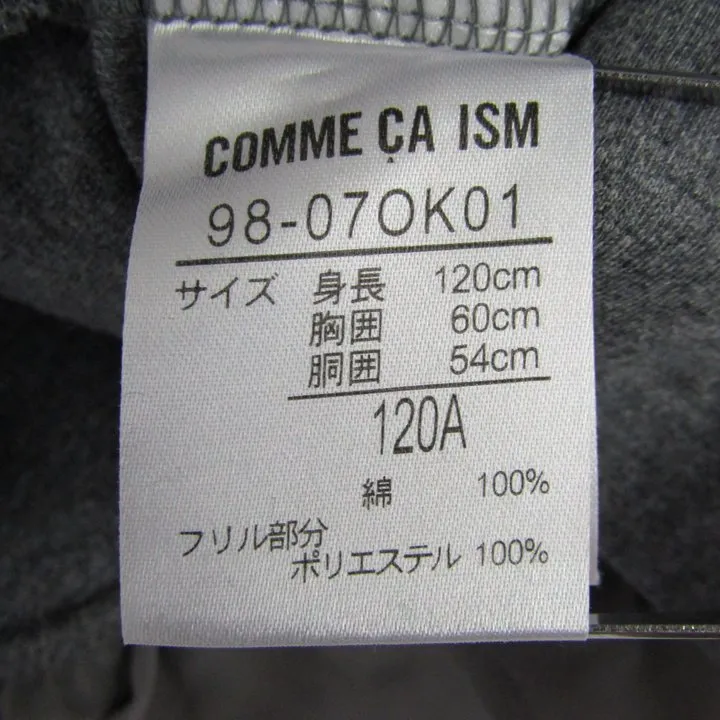 COMME ÇA ISM
98-07OK01
サイズ 身長 120cm
胸囲 60cm
胴囲 54cm
120A
綿 100%
フリル部分
ポリエステル 100%